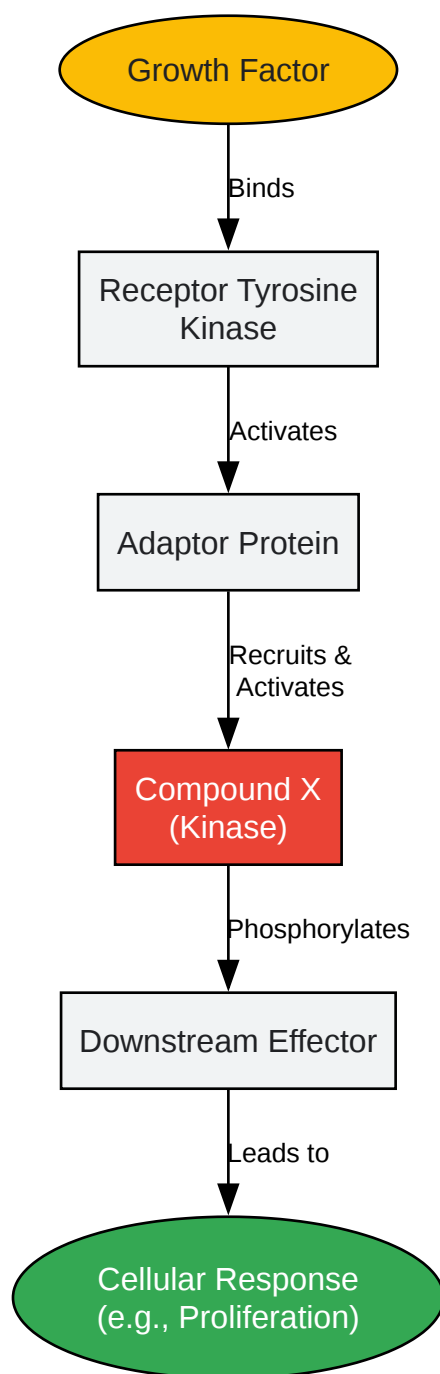 Growth Factor
Binds
Receptor Tyrosine
Kinase
Activates
Adaptor Protein
Recruits &
Activates
Compound X
(Kinase)
Phosphorylates
Downstream Effector
Leads to
Cellular Response
(e.g., Proliferation)